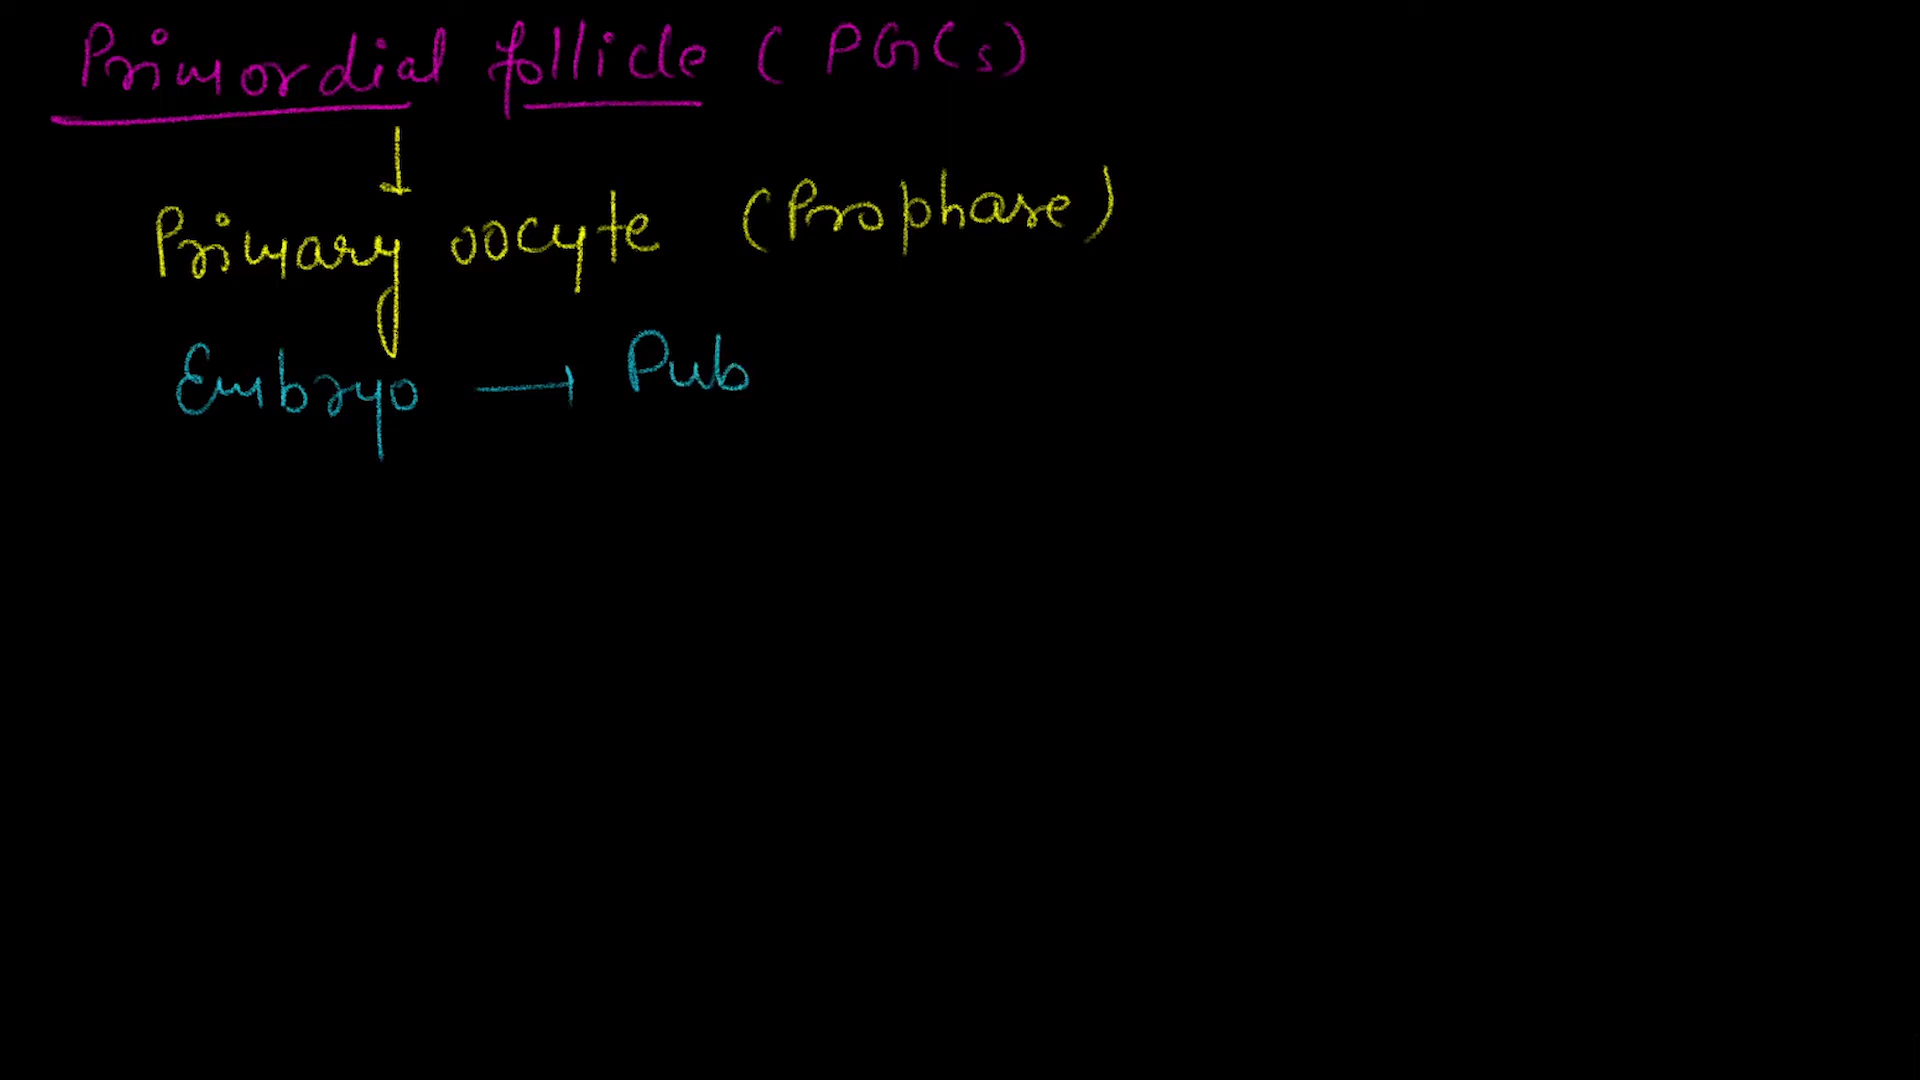 Primordial follicle (PGCs)
↓
Primary oocyte (Prophase)
Embryo → Pub